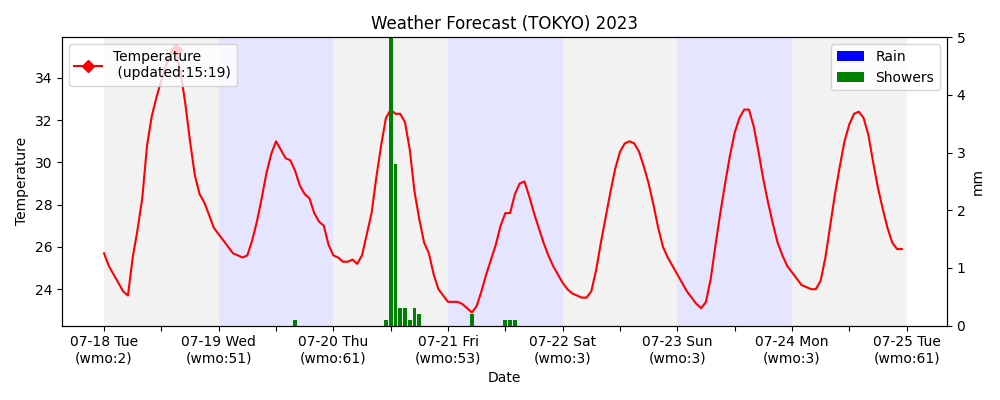 Weather Forecast (TOKYO) 2023
Temperature
(updated:15:19)
Rain
Showers
Temperature
34
32
30
28
26
24
5
4
3
2
1
0
mm
07-18 Tue
(wmo:2)
07-19 Wed
(wmo:51)
07-20 Thu
(wmo:61)
07-21 Fri
(wmo:53)
07-22 Sat
(wmo:3)
07-23 Sun
(wmo:3)
07-24 Mon
(wmo:3)
07-25 Tue
(wmo:61)
Date